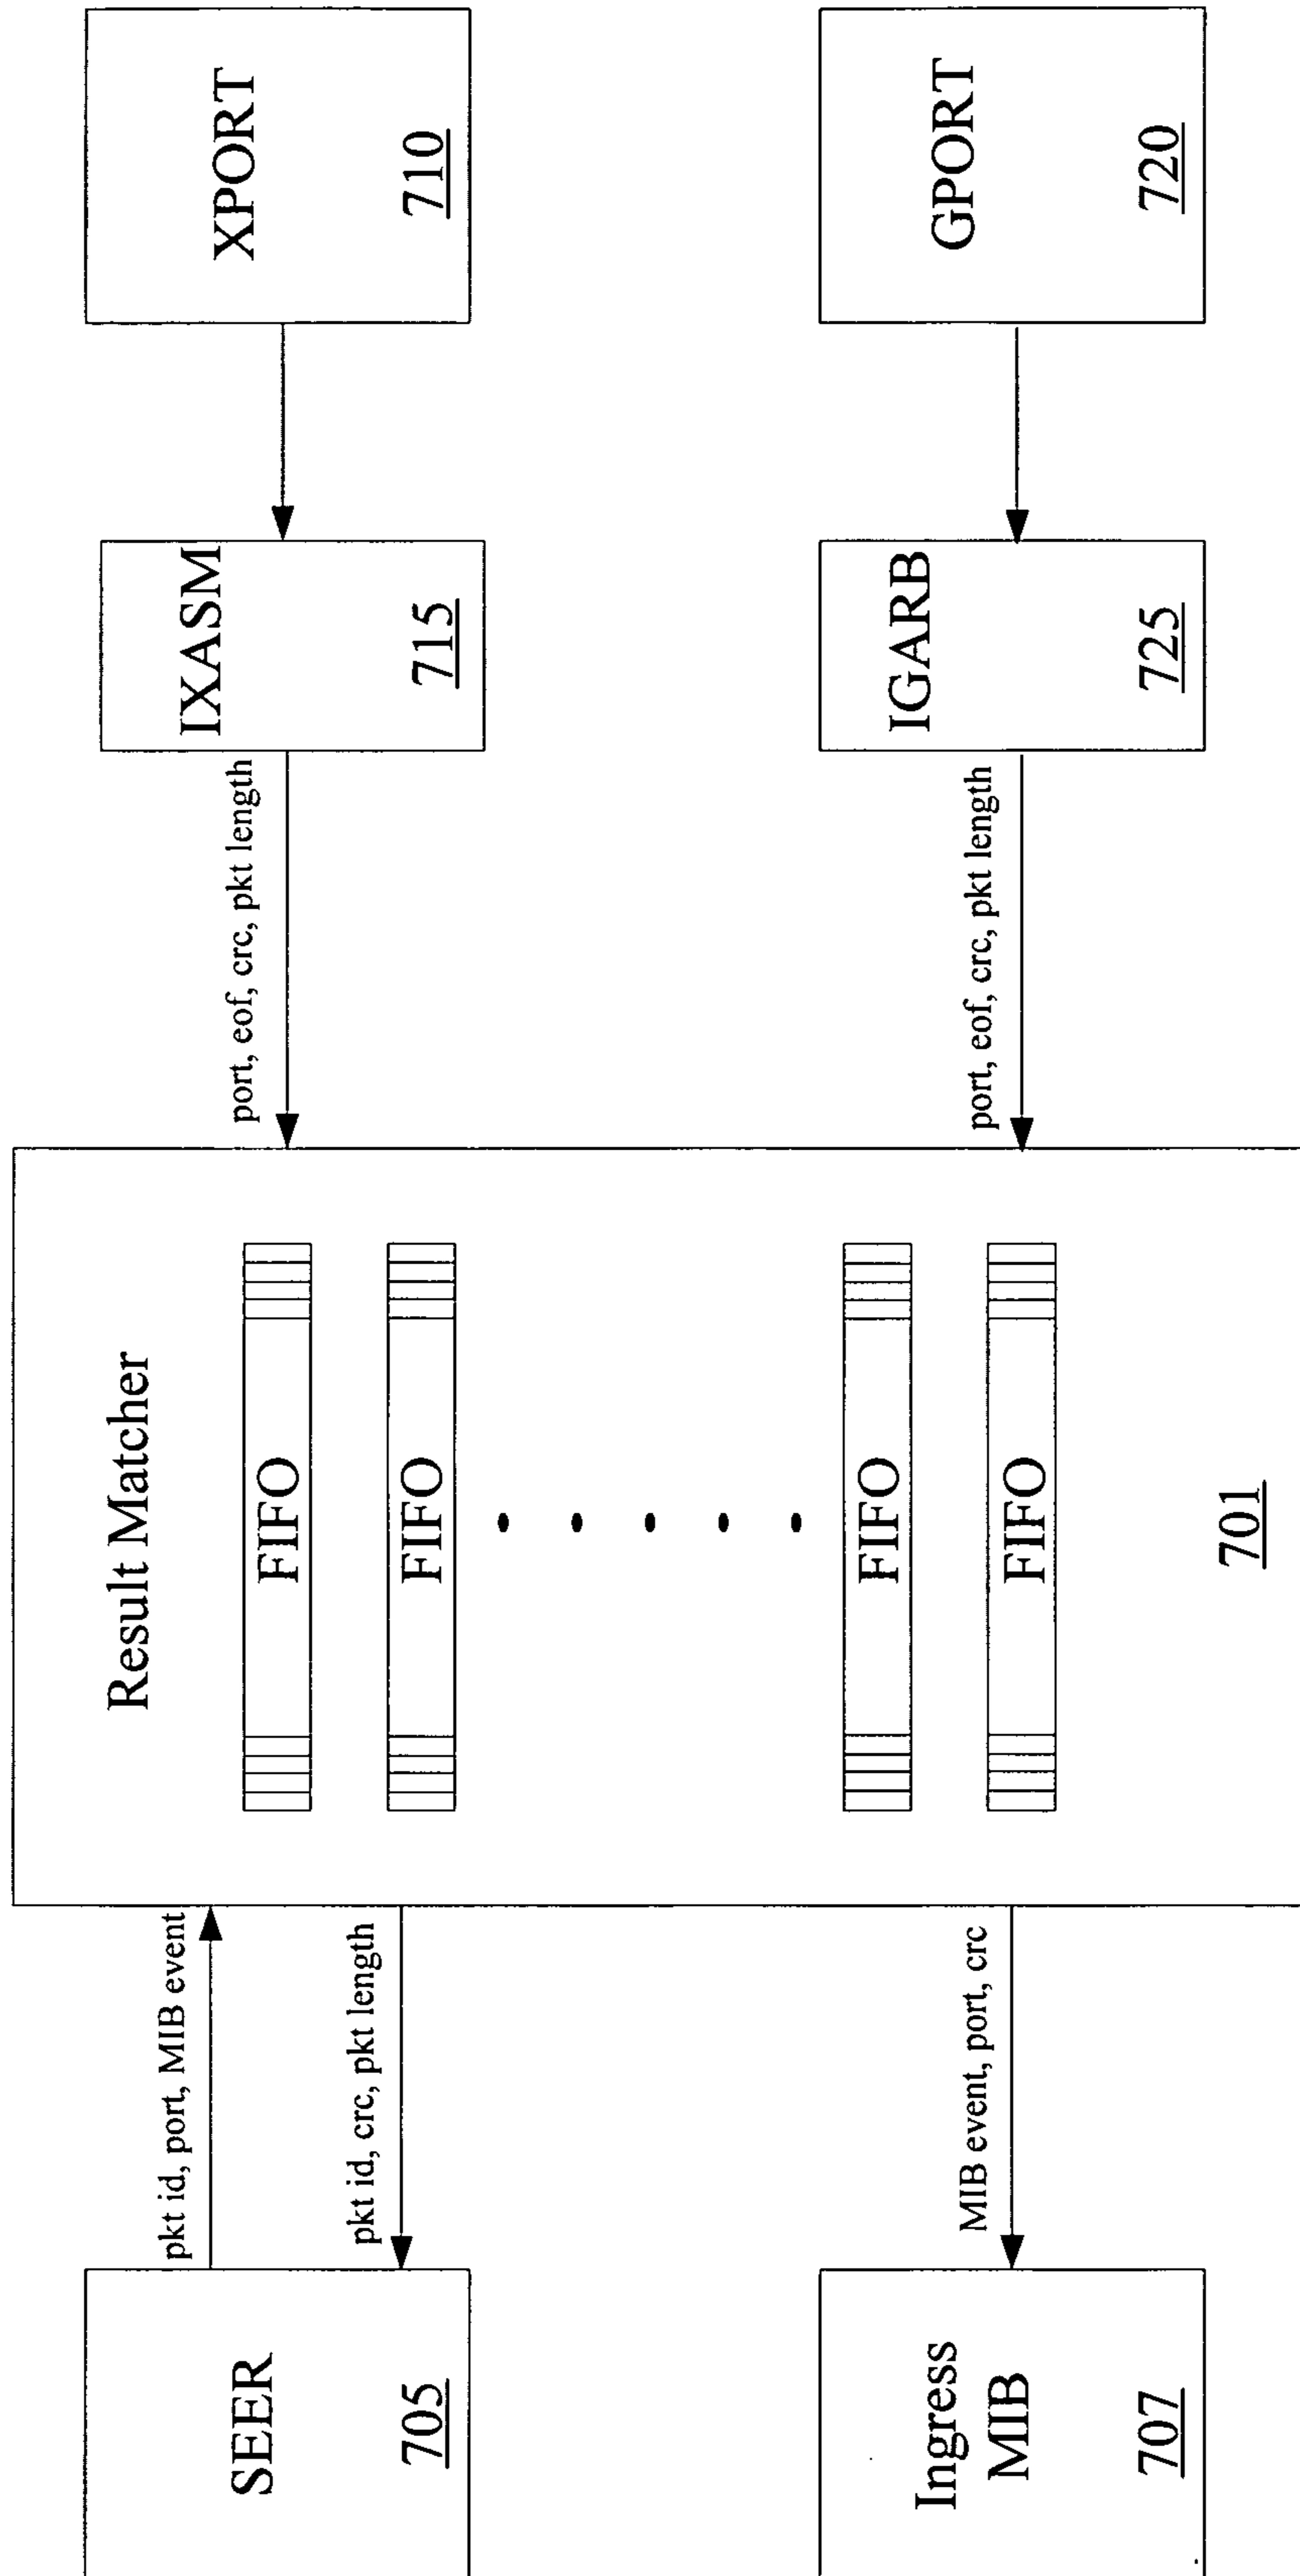 SEER
705
Ingress
MIB
707
pkt id, port, MIB event
pkt id, crc, pkt length
MIB event, port, crc
Result Matcher
FIFO
FIFO
FIFO
FIFO
701
port, eof, crc, pkt length
port, eof, crc, pkt length
IXASM
715
IGARB
725
XPORT
710
GPORT
720